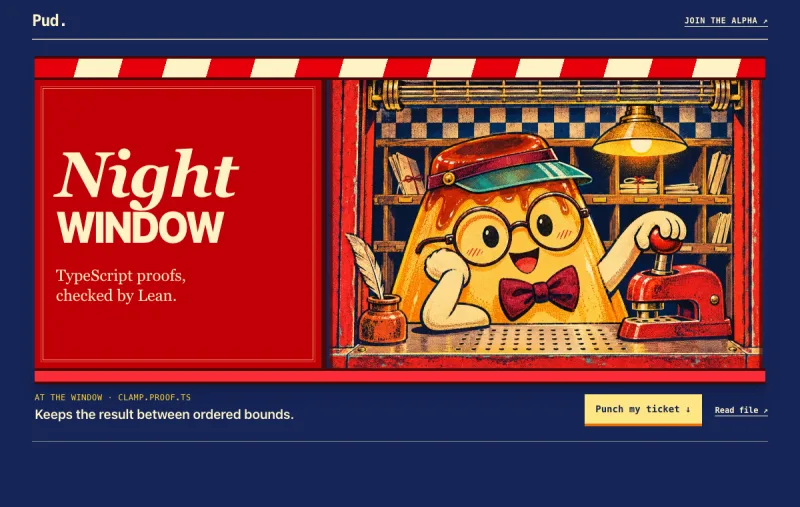 Pud.
JOIN THE ALPHA ↗
Night
WINDOW
TypeScript proofs,
checked by Lean.
AT THE WINDOW · CLAMP.PROOF.TS
Keeps the result between ordered bounds.
Punch my ticket ↓
Read file ↗